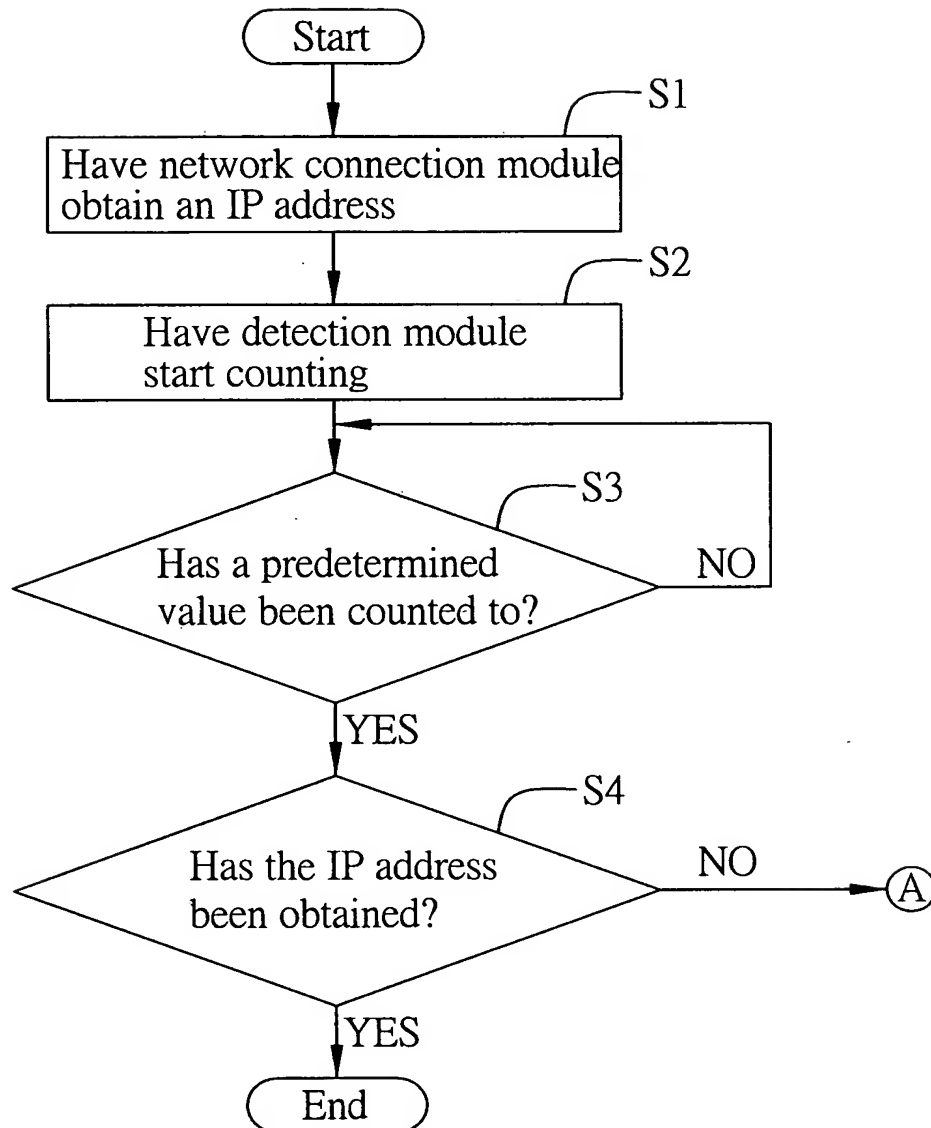 Start
S1
Have network connection module
obtain an IP address
S2
Have detection module
start counting
S3
Has a predetermined
value been counted to?
NO
YES
S4
Has the IP address
been obtained?
NO
A
YES
End